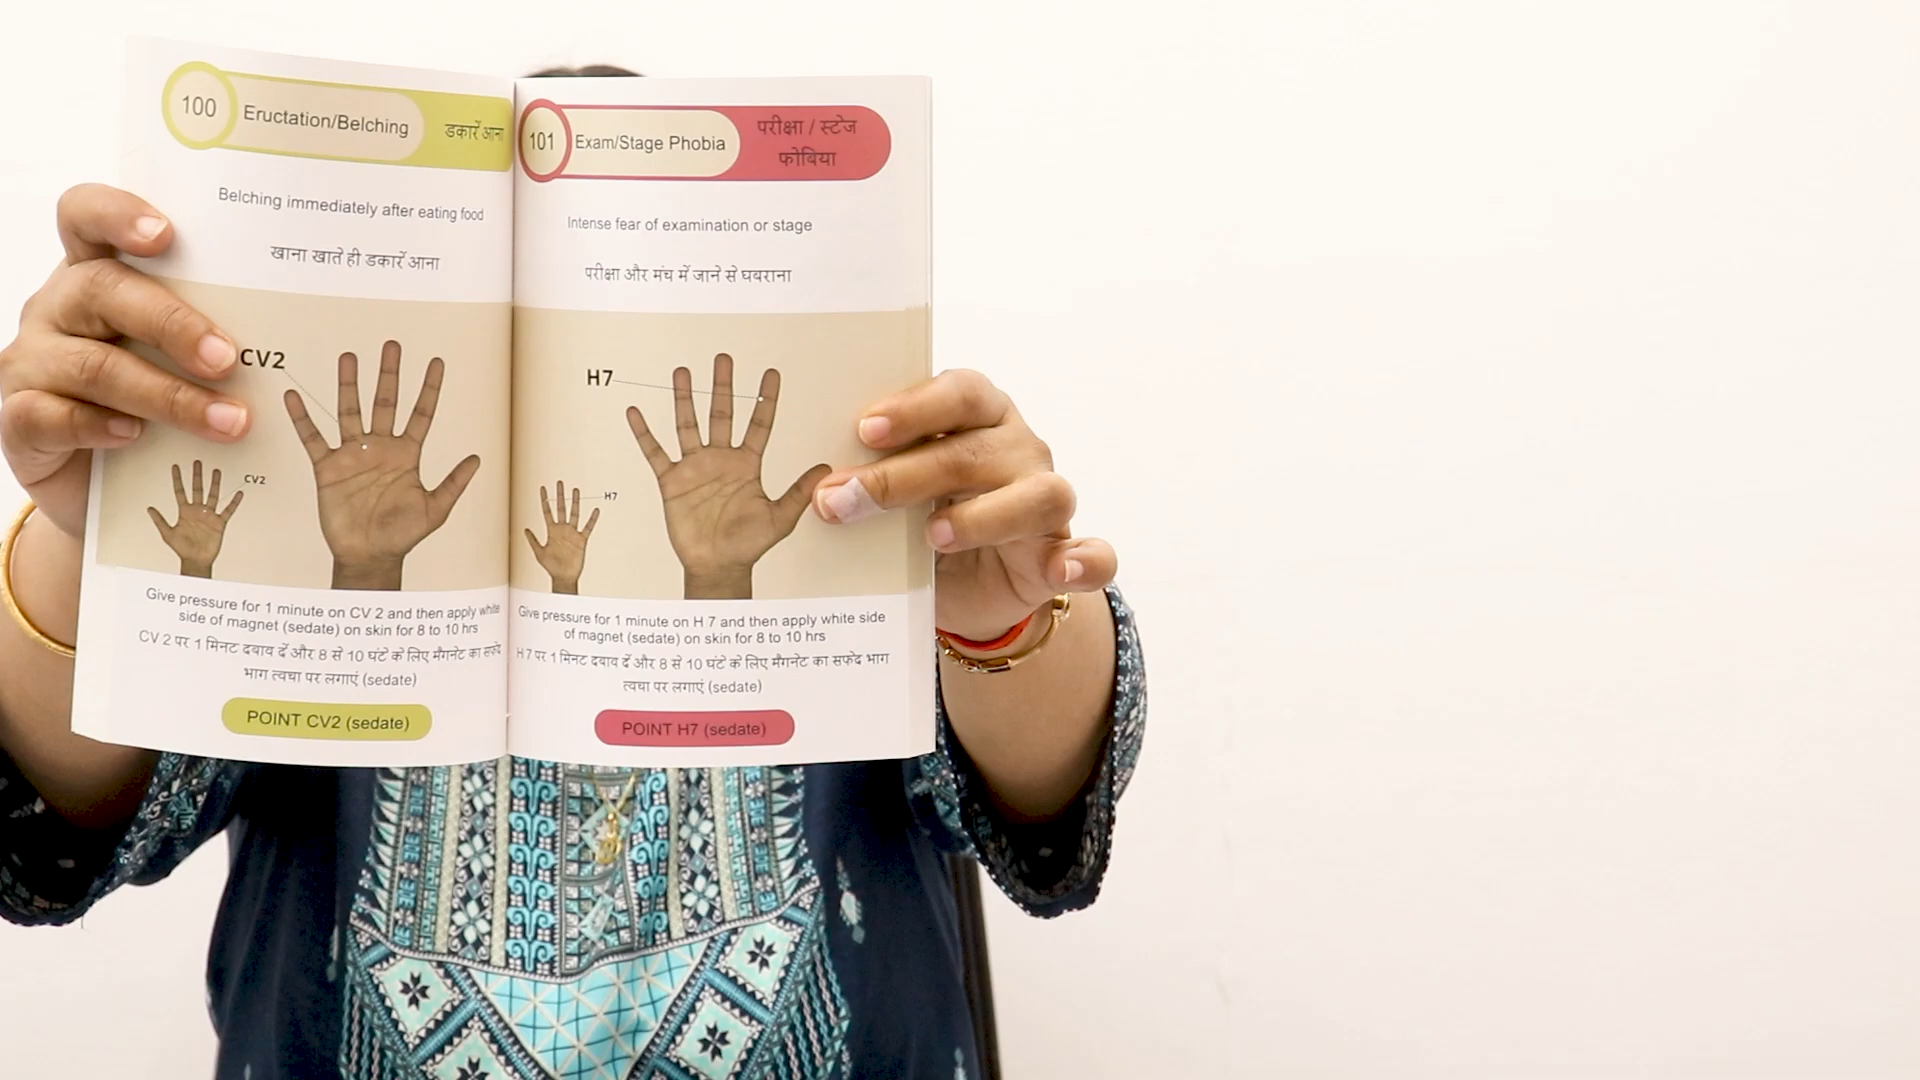 100
Eructation/Belching
डकारें आना
Belching immediately after eating food
खाना खाते ही डकारें आना
CV2
CV2
Give pressure for 1 minute on CV 2 and then apply white
side of magnet (sedate) on skin for 8 to 10 hrs
CV 2 पर 1 मिनट दबाव दें और 8 से 10 घंटे के लिए मैगनेट का सफेद
भाग त्वचा पर लगाएं (sedate)
POINT CV2 (sedate)
101
Exam/Stage Phobia
परीक्षा / स्टेज
फोबिया
Intense fear of examination or stage
परीक्षा और मंच में जाने से घबराना
H7
H7
Give pressure for 1 minute on H 7 and then apply white side
of magnet (sedate) on skin for 8 to 10 hrs
H 7 पर 1 मिनट दबाव दें और 8 से 10 घंटे के लिए मैगनेट का सफेद भाग
त्वचा पर लगाएं (sedate)
POINT H7 (sedate)